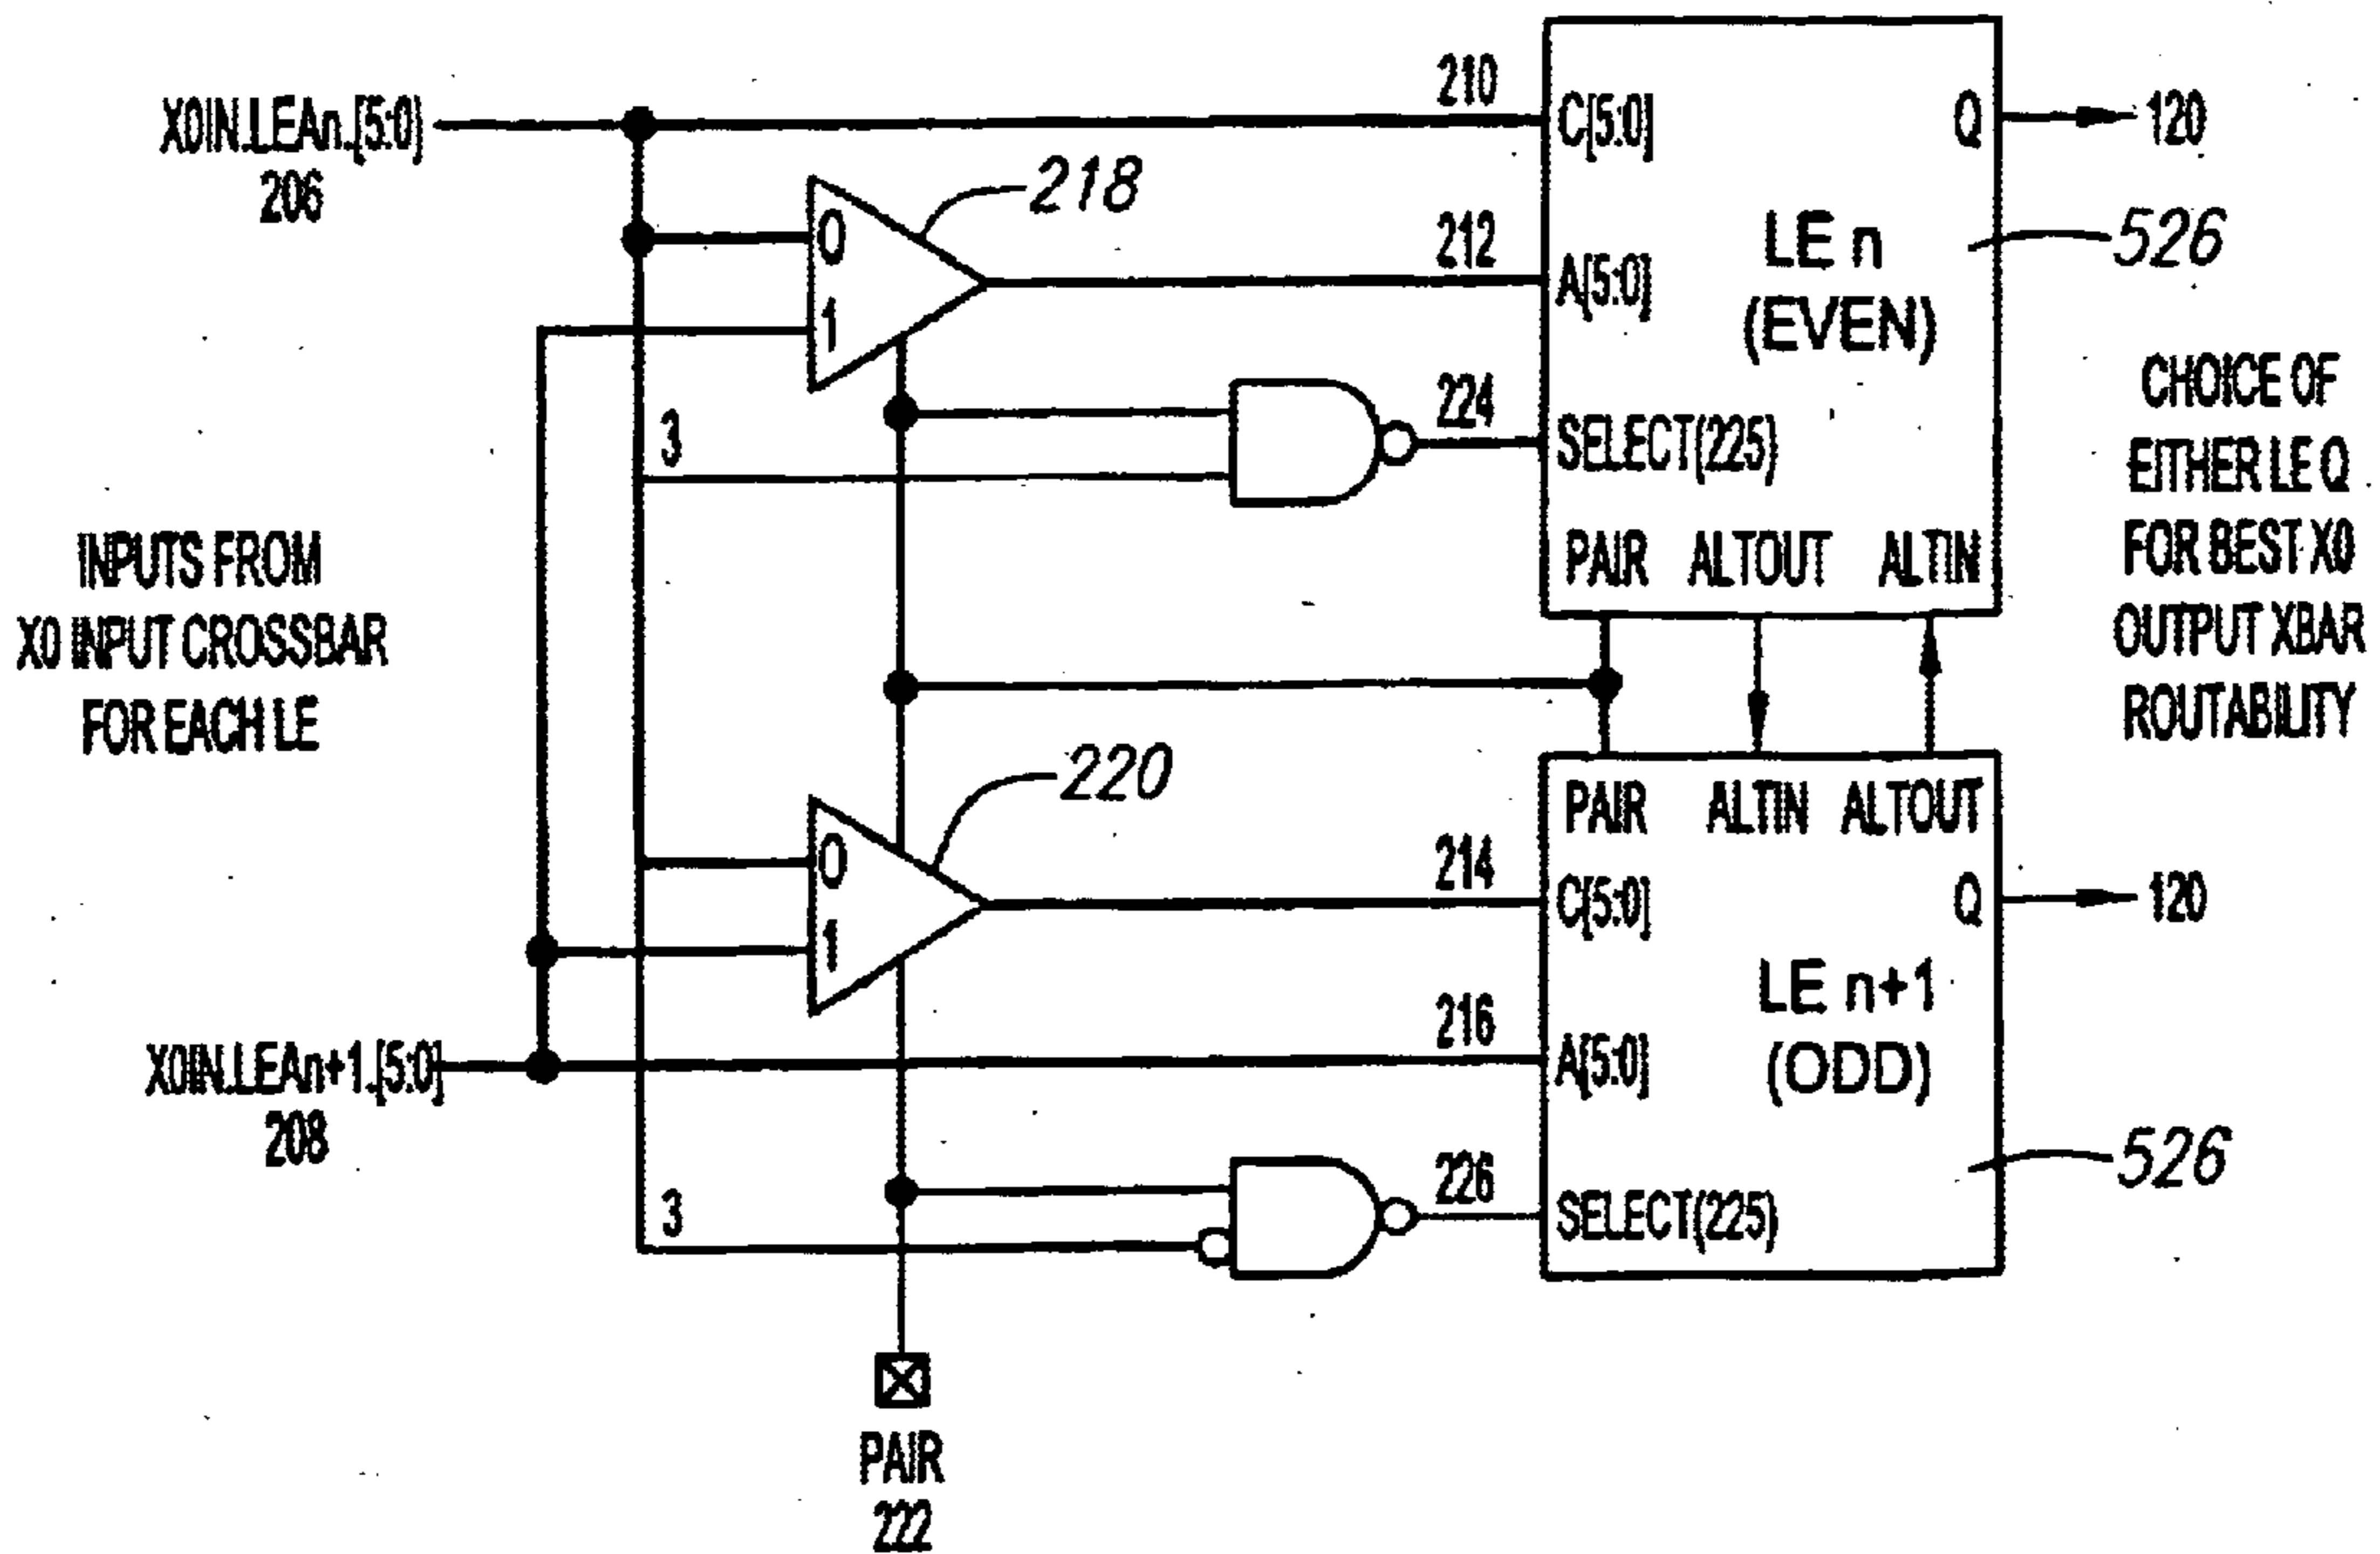 X0IN.LEAn.[5:0]
206
210
C[5:0]
Q
120
218
0
1
212
A[5:0]
LE n
(EVEN)
526
3
224
SELECT(225)
PAIR ALTOUT ALTIN
CHOICE OF
EITHER LE Q
FOR BEST X0
OUTPUT XBAR
ROUTABILITY
INPUTS FROM
X0 INPUT CROSSBAR
FOR EACH LE
220
0
1
PAIR ALTIN ALTOUT
214
C[5:0]
Q
120
LE n+1
(ODD)
X0IN.LEAn+1.[5:0]
208
216
A[5:0]
526
3
226
SELECT(225)
PAIR
222